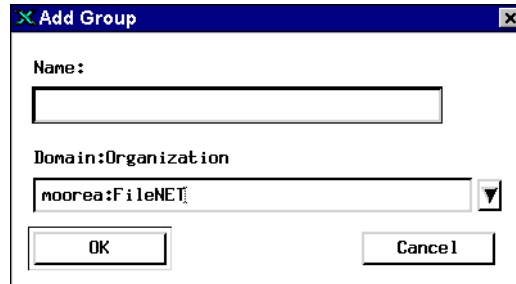 Add Group
Name:
Domain:Organization
moorea:FileNET
OK Cancel